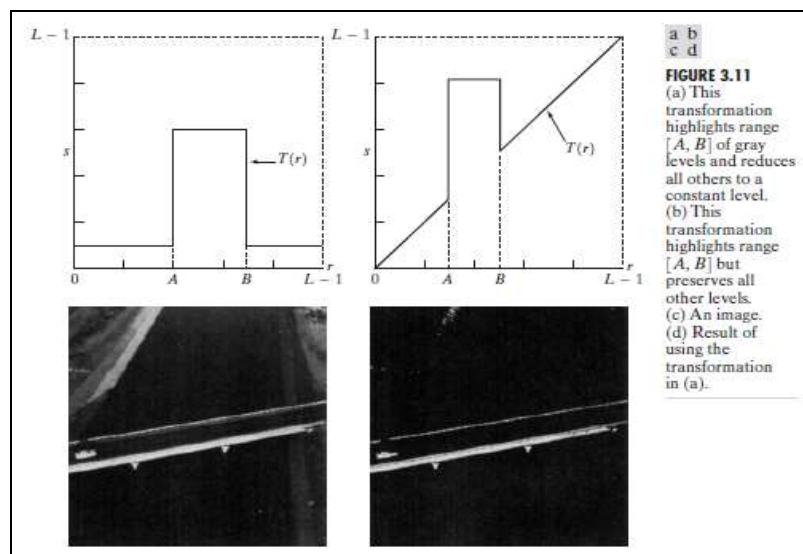 L − 1
s
T(r)
0
A
B
r
L − 1
L − 1
s
T(r)
0
A
B
r
L − 1
a b
c d
FIGURE 3.11
(a) This
transformation
highlights range
[A, B] of gray
levels and reduces
all others to a
constant level.
(b) This
transformation
highlights range
[A, B] but
preserves all
other levels.
(c) An image.
(d) Result of
using the
transformation
in (a).